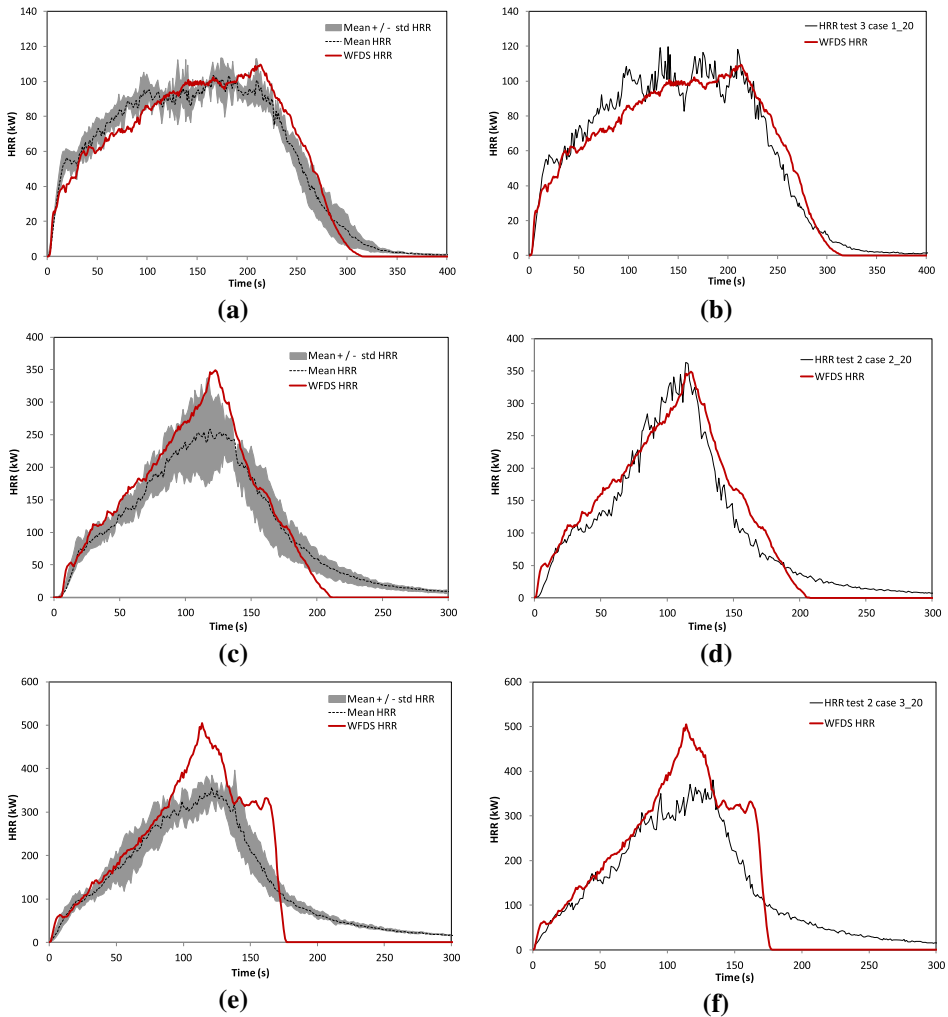 140
120
100
80
60
40
20
0
HRR (kW)
0 50 100 150 200 250 300 350 400
Time (s)
Mean + / - std HRR
Mean HRR
WFDS HRR
(a)
140
120
100
80
60
40
20
0
HRR (kW)
0 50 100 150 200 250 300 350 400
Time (s)
HRR test 3 case 1_20
WFDS HRR
(b)
400
350
300
250
200
150
100
50
0
HRR (kW)
0 50 100 150 200 250 300
Time (s)
Mean + / - std HRR
Mean HRR
WFDS HRR
(c)
400
350
300
250
200
150
100
50
0
HRR (kW)
0 50 100 150 200 250 300
Time (s)
HRR test 2 case 2_20
WFDS HRR
(d)
600
500
400
300
200
100
0
HRR (kW)
0 50 100 150 200 250 300
Time (s)
Mean + / - std HRR
Mean HRR
WFDS HRR
(e)
600
500
400
300
200
100
0
HRR (kW)
0 50 100 150 200 250 300
Time (s)
HRR test 2 case 3_20
WFDS HRR
(f)